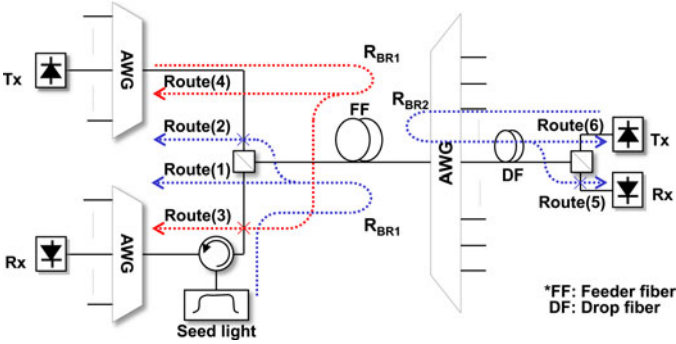 AWG
Tx
Route(4)
R_BR1
Route(2)
Route(1)
Route(3)
R_BR1
AWG
Rx
Seed light
FF
R_BR2
AWG
DF
Route(6)
Tx
Rx
Route(5)
*FF: Feeder fiber
DF: Drop fiber